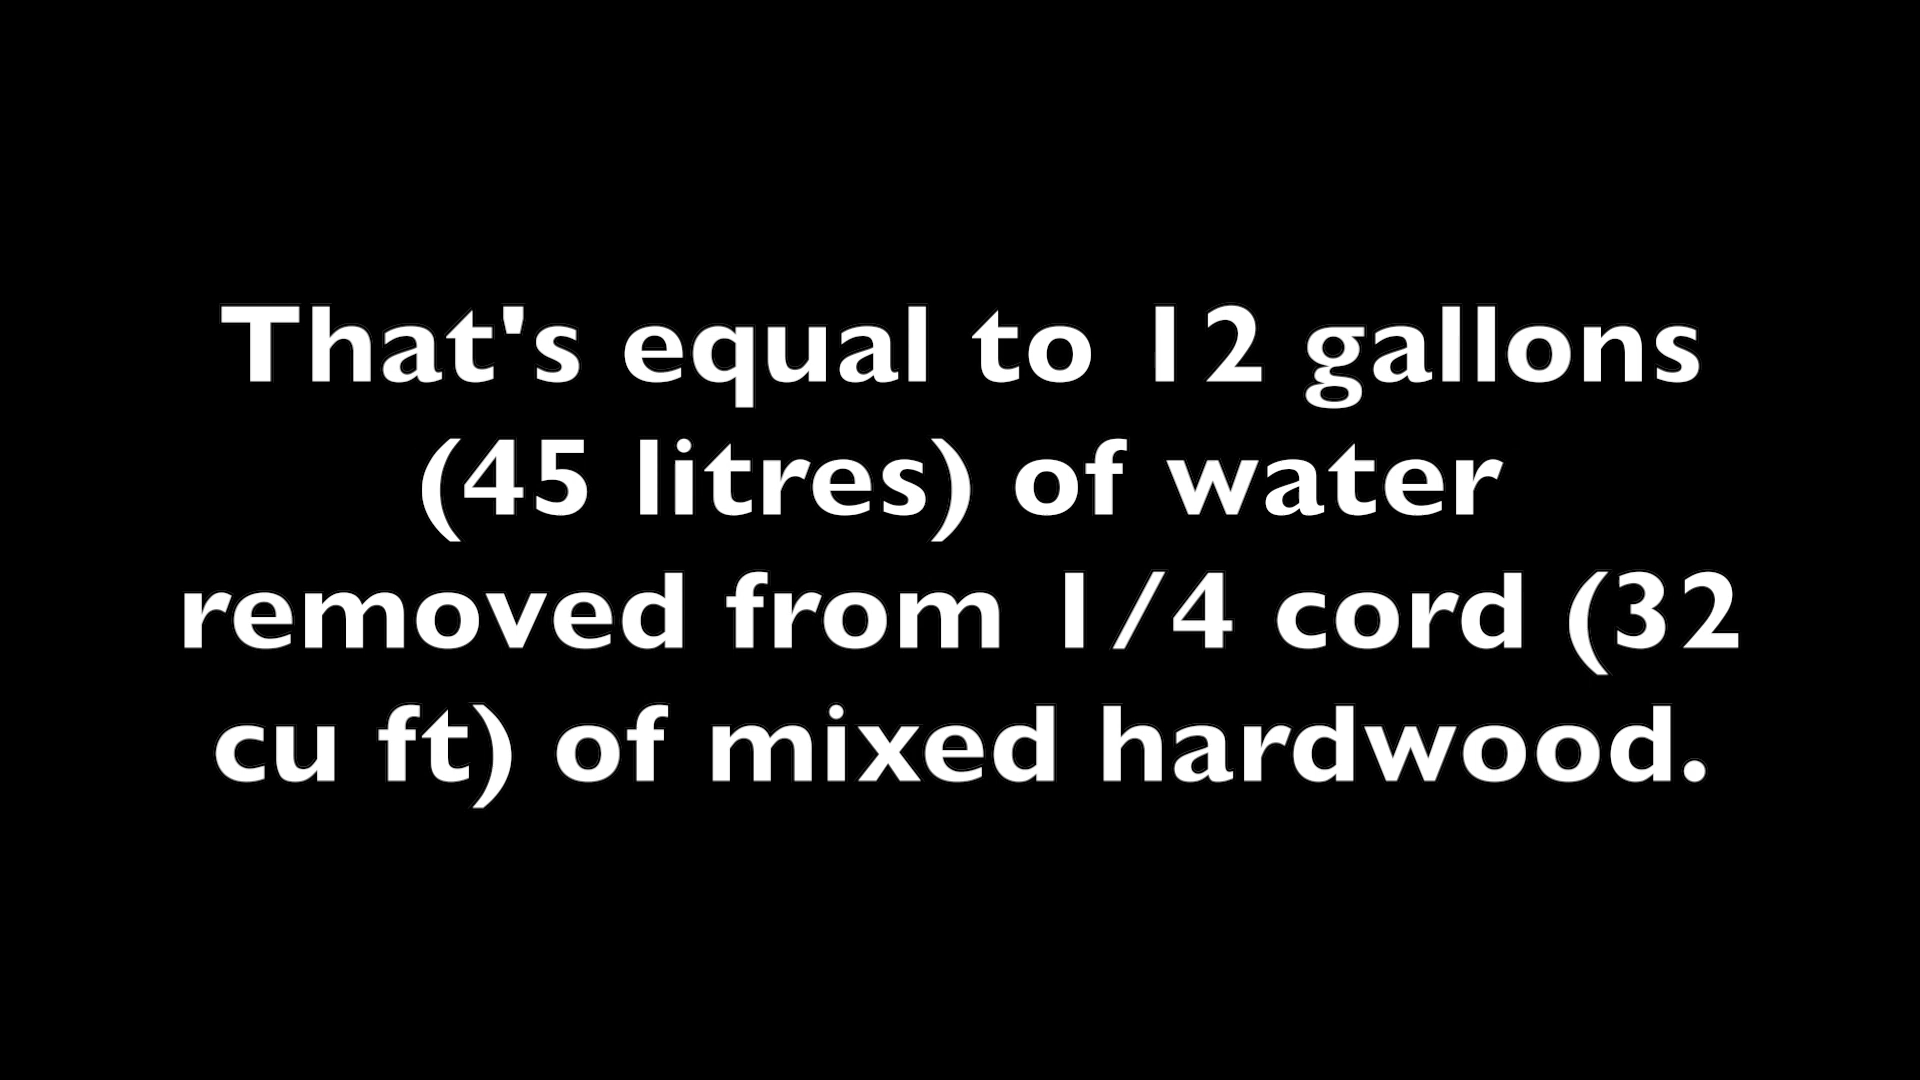 That's equal to 12 gallons
(45 litres) of water
removed from 1/4 cord (32
cu ft) of mixed hardwood.